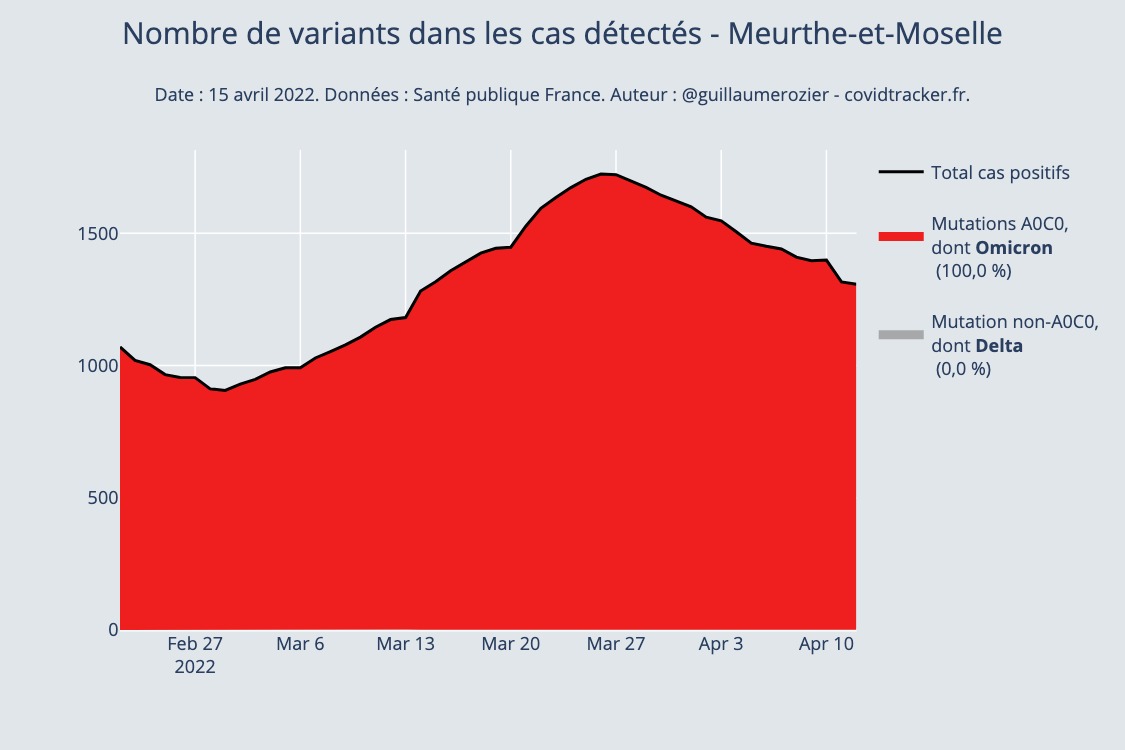 Nombre de variants dans les cas détectés - Meurthe-et-Moselle
Date : 15 avril 2022. Données : Santé publique France. Auteur : @guillaumerozier - covidtracker.fr.
Total cas positifs
Mutations A0C0,
dont Omicron
(100,0 %)
Mutation non-A0C0,
dont Delta
(0,0 %)
1500
1000
500
0
Feb 27 Mar 6 Mar 13 Mar 20 Mar 27 Apr 3 Apr 10
2022